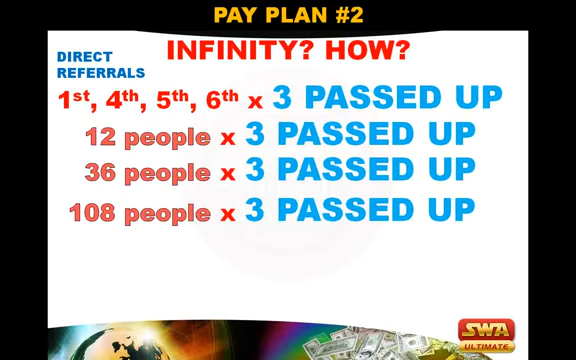 PAY PLAN #2
INFINITY? HOW?
DIRECT
REFERRALS
1st, 4th, 5th, 6th x 3 PASSED UP
12 people x 3 PASSED UP
36 people x 3 PASSED UP
108 people x 3 PASSED UP
SWA
ULTIMATE